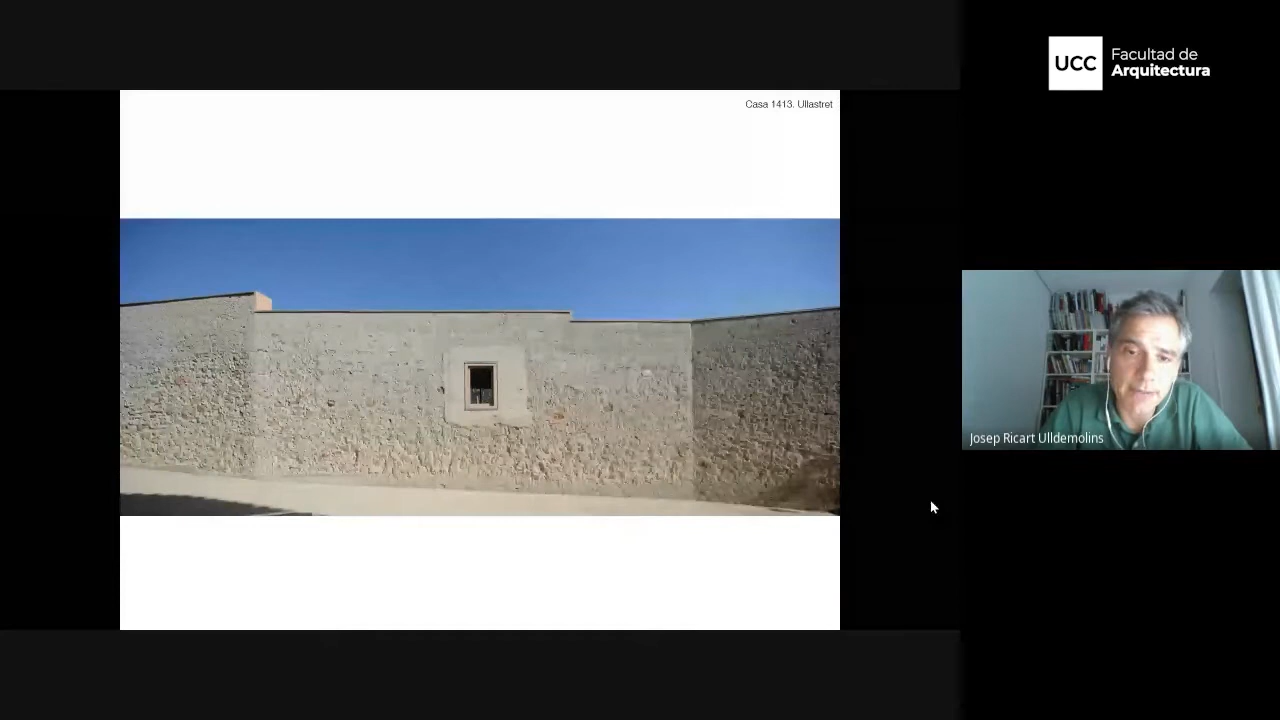 UCC
Facultad de
Arquitectura
Casa 1413. Ullastret
Josep Ricart Ulldemolins